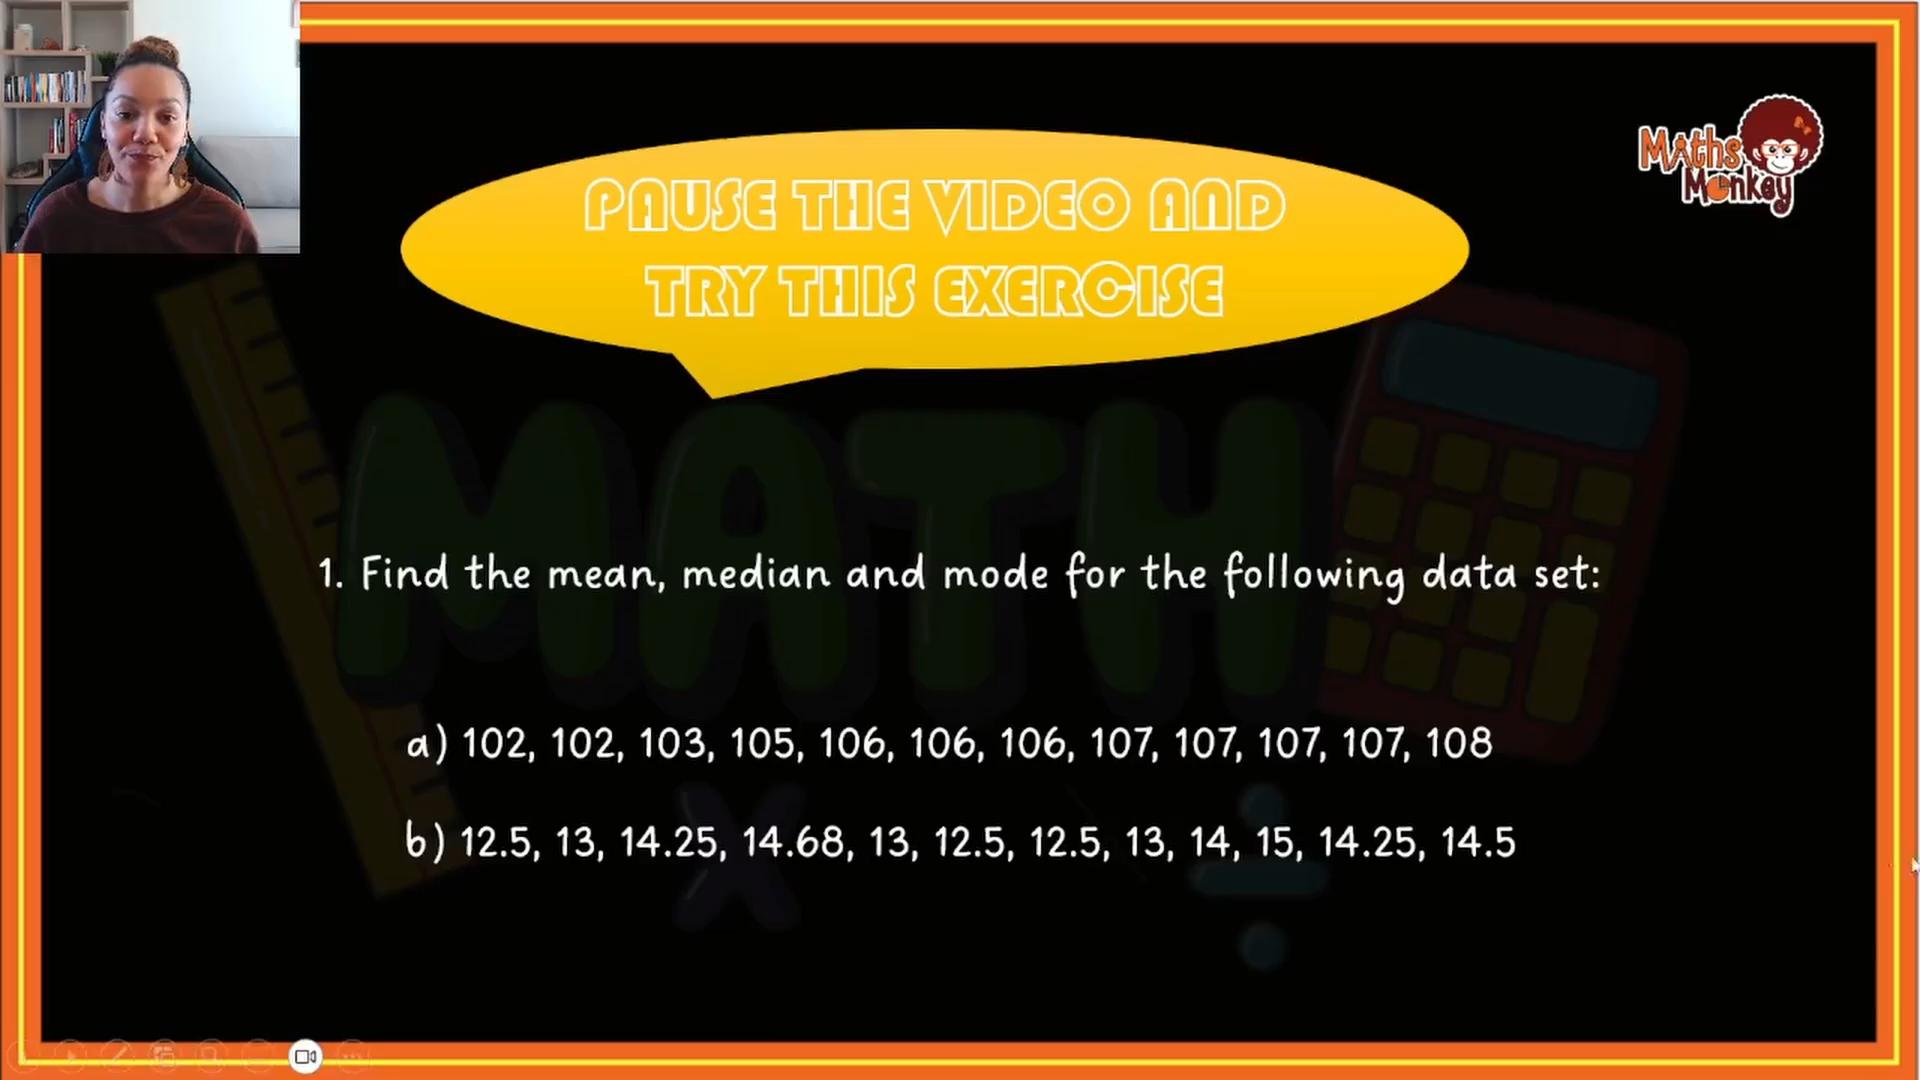 PAUSE THE VIDEO AND
TRY THIS EXERCISE
Maths
Monkey
MATH
1. Find the mean, median and mode for the following data set:
a) 102, 102, 103, 105, 106, 106, 106, 107, 107, 107, 107, 108
b) 12.5, 13, 14.25, 14.68, 13, 12.5, 12.5, 13, 14, 15, 14.25, 14.5